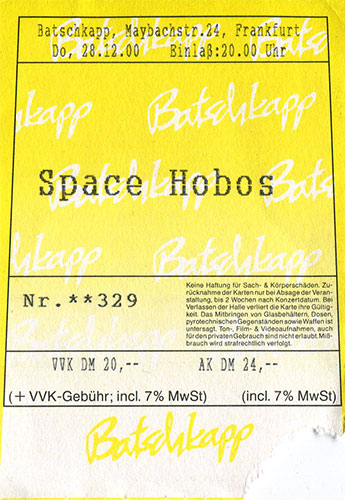 Batschkapp, Maybachstr.24, Frankfurt
Do, 28.12.00 Einlaß:20.00 Uhr
Batschkapp
Batschkapp
Space Hobos
Batschkapp
Nr.**329
Keine Haftung für Sach- & Körperschäden. Zu-
rücknahme der Karten nur bei Absage der Veran-
staltung, bis 2 Wochen nach Konzertdatum. Bei
Verlassen der Halle verliert die Karte ihre Gültig-
keit. Das Mitbringen von Glasbehältern, Dosen,
pyrotechnischen Gegenständen sowie Waffen ist
untersagt. Ton-, Film- & Videoaufnahmen, auch
für den privaten Gebrauch sind nicht erlaubt. Miß-
brauch wird strafrechtlich verfolgt.
VVK DM 20,-- AK DM 24,--
(+ VVK-Gebühr; incl. 7% MwSt) (incl. 7% MwSt)
Batschkapp